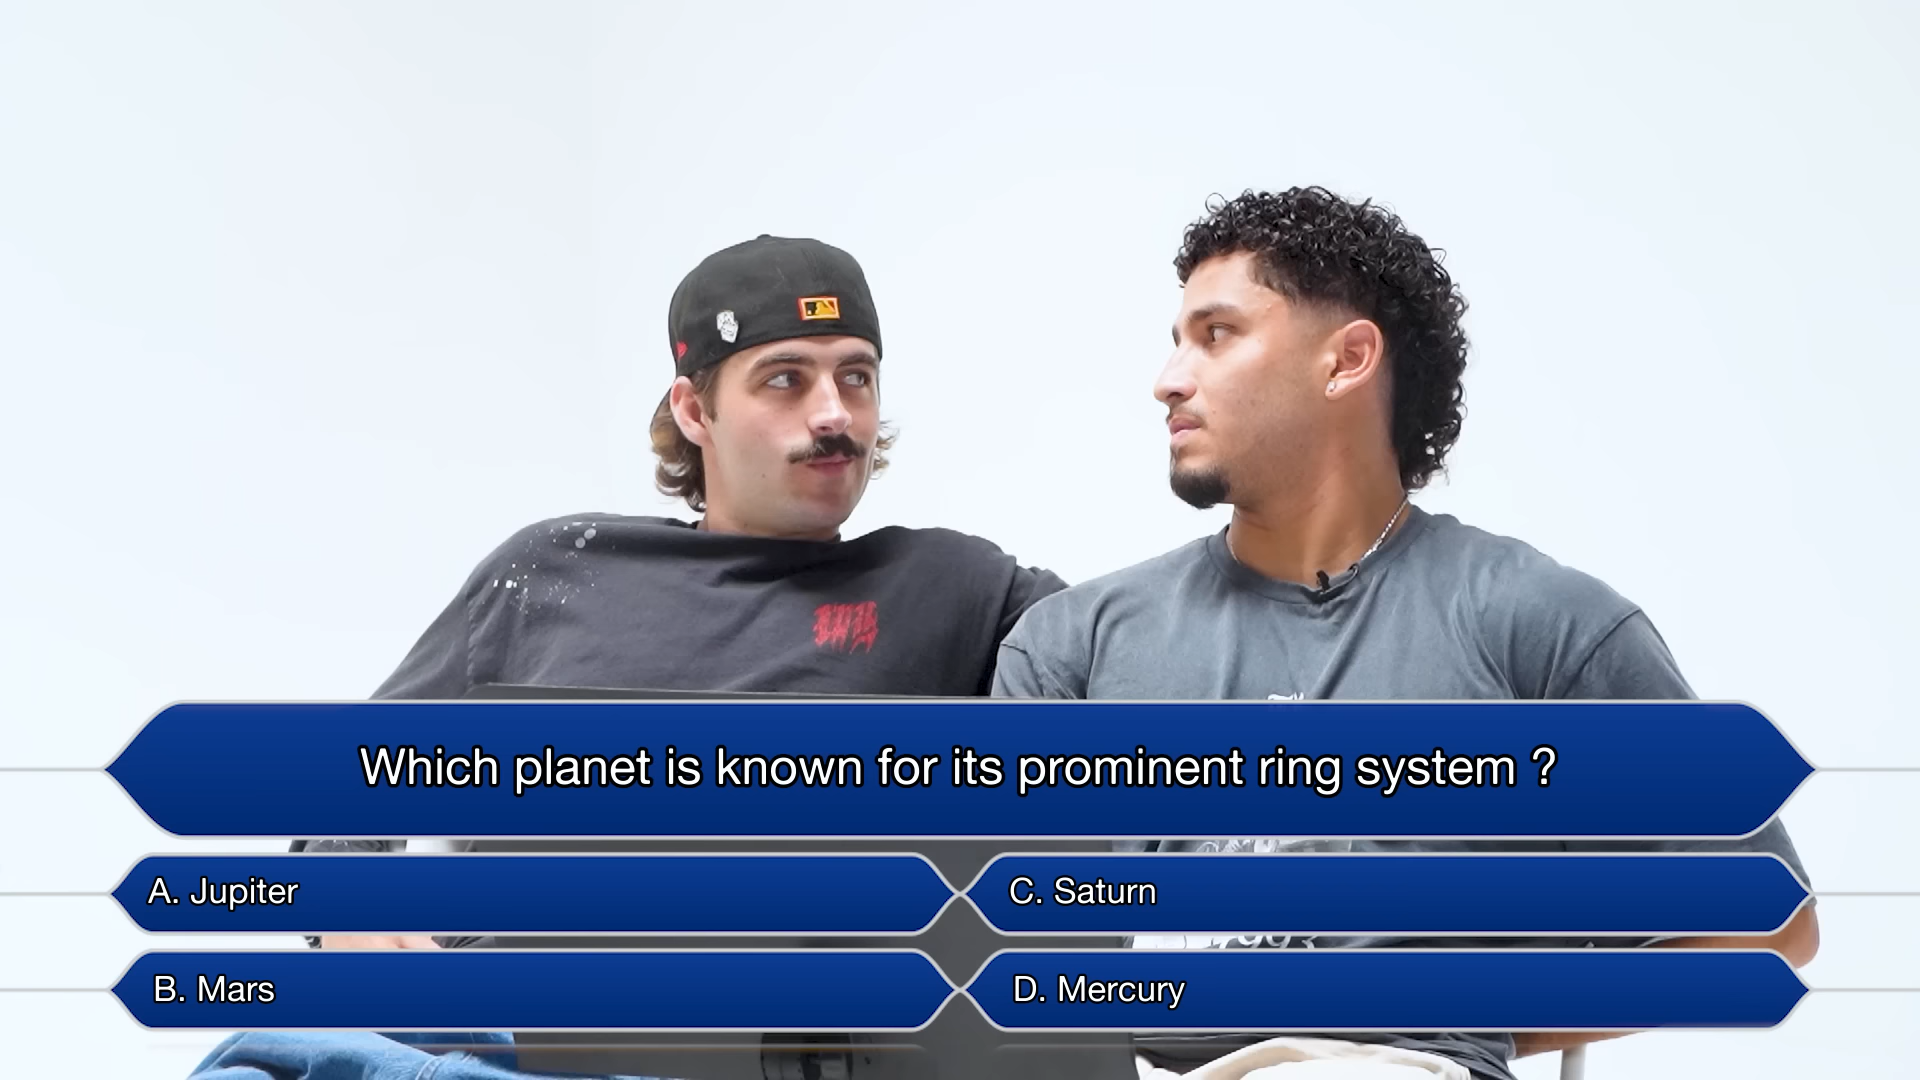 Which planet is known for its prominent ring system ?
A. Jupiter
C. Saturn
B. Mars
D. Mercury